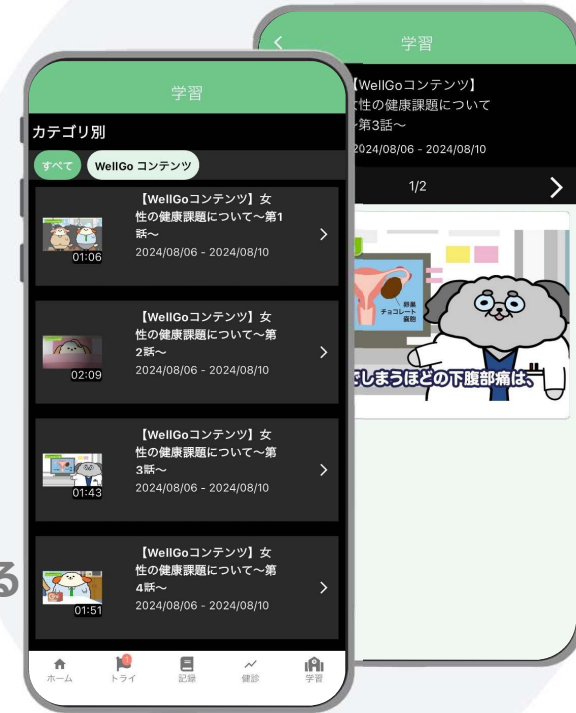 学習
カテゴリ別
すべて
WellGo コンテンツ
【WellGoコンテンツ】女
性の健康課題について〜第1
話〜
2024/08/06 - 2024/08/10
01:06
【WellGoコンテンツ】女
性の健康課題について〜第
2話〜
2024/08/06 - 2024/08/10
02:09
【WellGoコンテンツ】女
性の健康課題について〜第
3話〜
2024/08/06 - 2024/08/10
01:43
【WellGoコンテンツ】女
性の健康課題について〜第
4話〜
2024/08/06 - 2024/08/10
01:51
ホーム
トライ
記録
健診
学習
る
学習
【WellGoコンテンツ】
性の健康課題について
第3話〜
2024/08/06 - 2024/08/10
1/2
卵巣
チョコレート
嚢胞
でしまうほどの下腹部痛は、